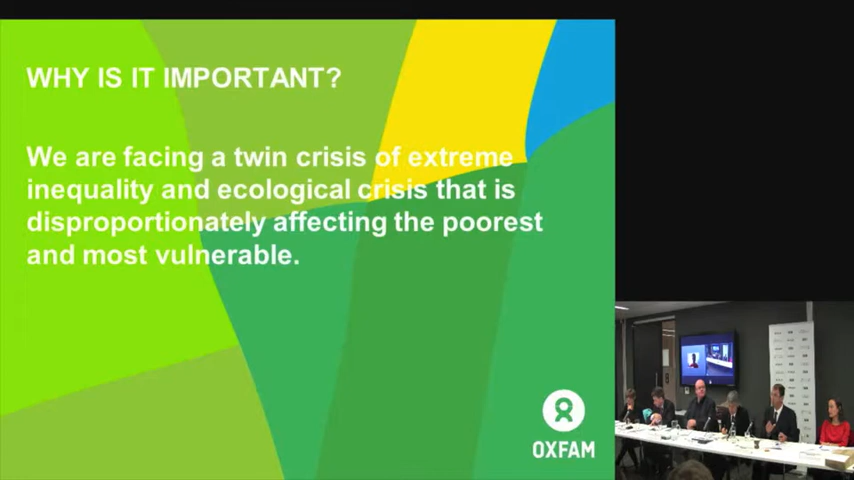 WHY IS IT IMPORTANT?
We are facing a twin crisis of extreme
inequality and ecological crisis that is
disproportionately affecting the poorest
and most vulnerable.
OXFAM